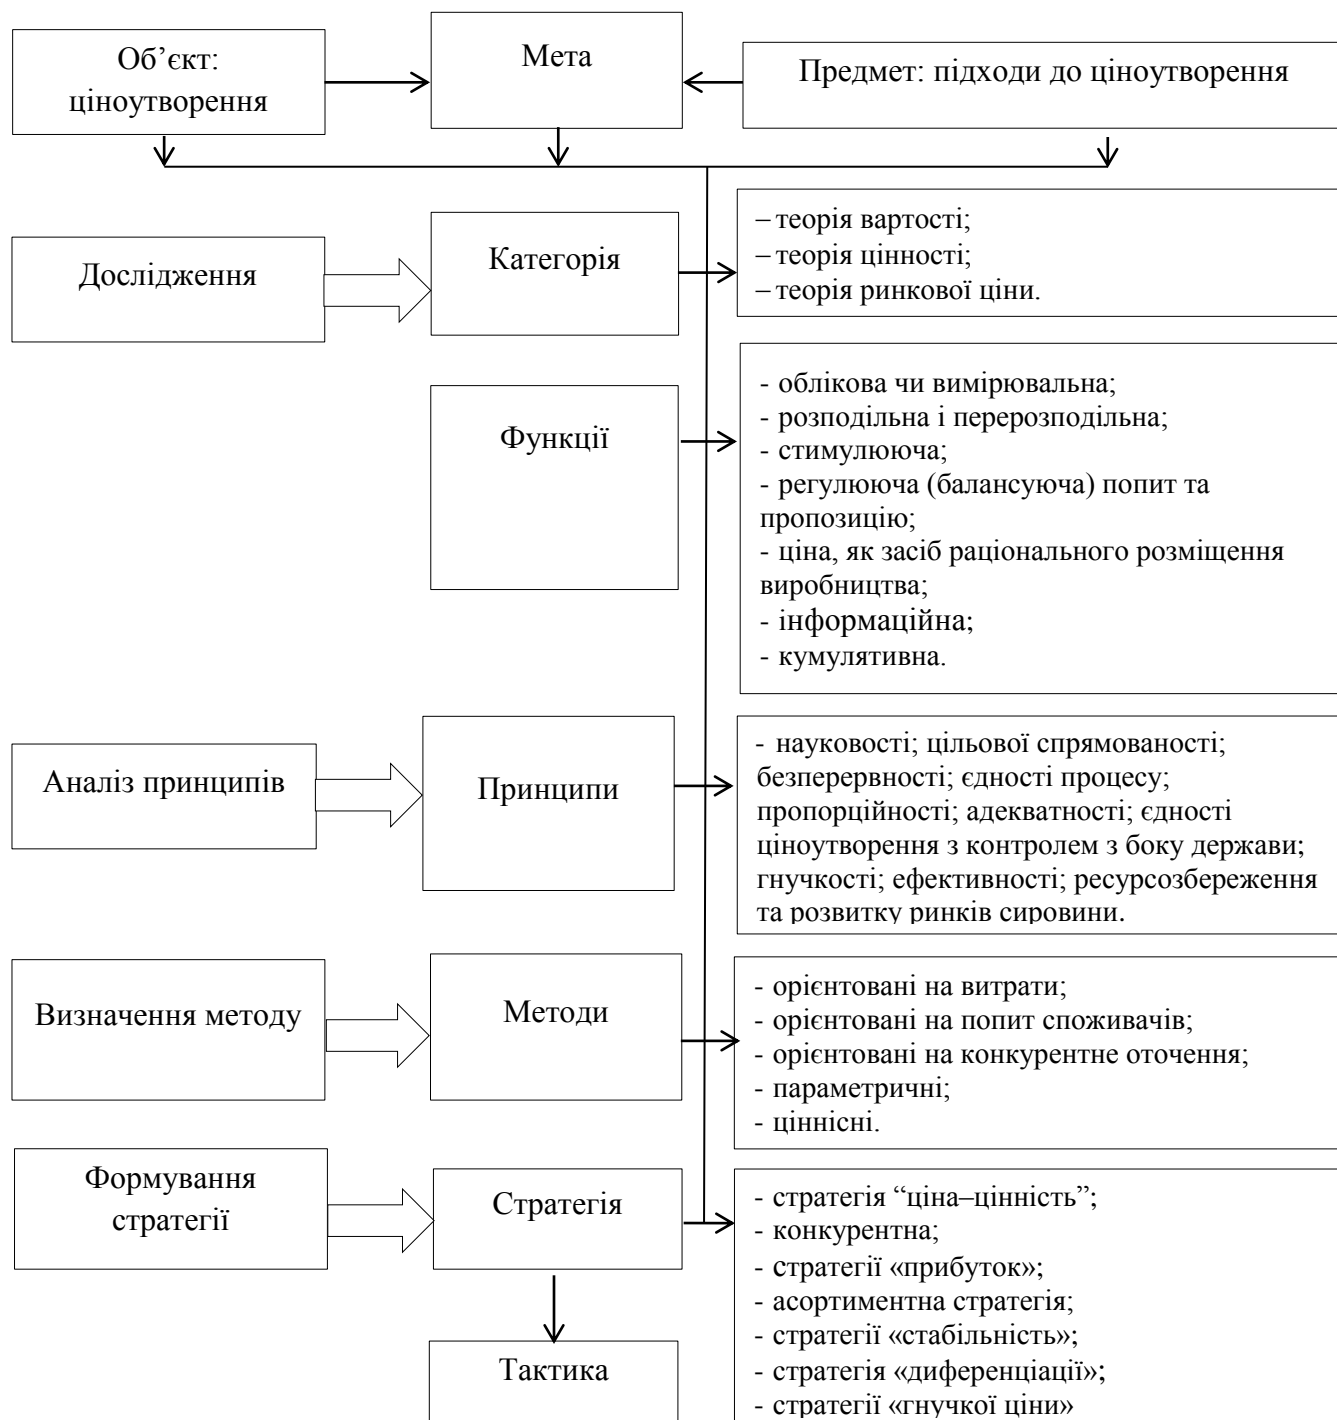 Об’єкт:
ціноутворення
Мета
Предмет: підходи до ціноутворення
Дослідження
Категорія
– теорія вартості;
– теорія цінності;
– теорія ринкової ціни.
Функції
- облікова чи вимірювальна;
- розподільна і перерозподільна;
- стимулююча;
- регулююча (балансуюча) попит та
пропозицію;
- ціна, як засіб раціонального розміщення
виробництва;
- інформаційна;
- кумулятивна.
Аналіз принципів
Принципи
- науковості; цільової спрямованості;
безперервності; єдності процесу;
пропорційності; адекватності; єдності
ціноутворення з контролем з боку держави;
гнучкості; ефективності; ресурсозбереження
та розвитку ринків сировини.
Визначення методу
Методи
- орієнтовані на витрати;
- орієнтовані на попит споживачів;
- орієнтовані на конкурентне оточення;
- параметричні;
- ціннісні.
Формування
стратегії
Стратегія
- стратегія “ціна–цінність”;
- конкурентна;
- стратегії «прибуток»;
- асортиментна стратегія;
- стратегії «стабільність»;
- стратегія «диференціації»;
- стратегії «гнучкої ціни»
Тактика